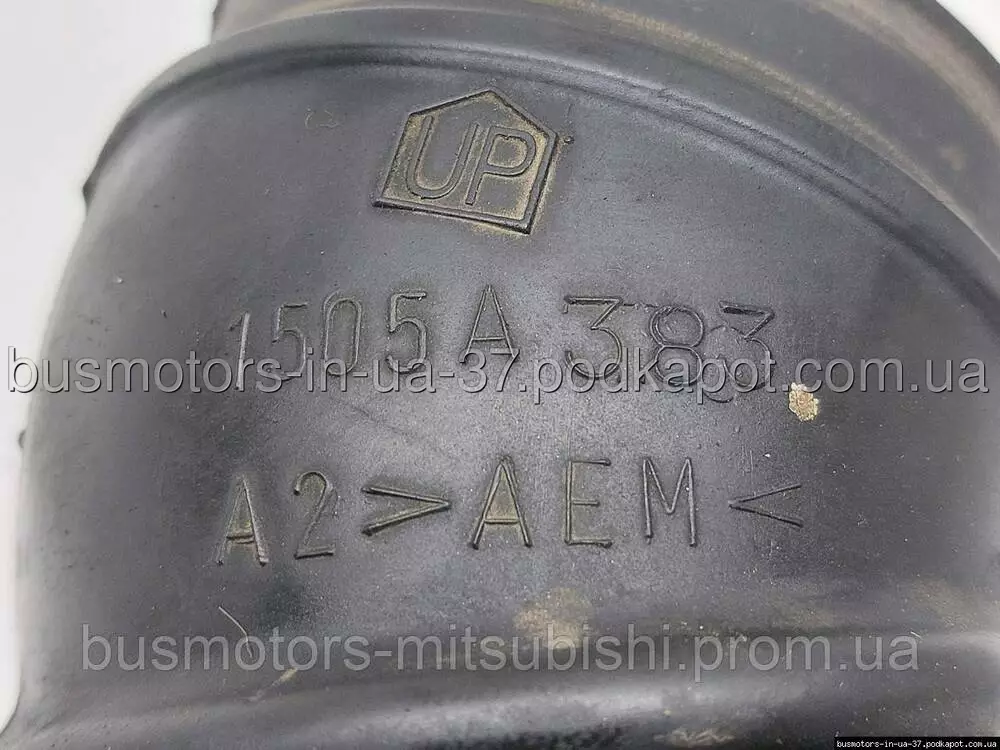 UP
1505A383
busmotors-in-ua-37.podkapot.com.ua
A2 >AEM<
busmotors-mitsubishi.prom.ua
busmotors-in-ua-37.podkapot.com.ua